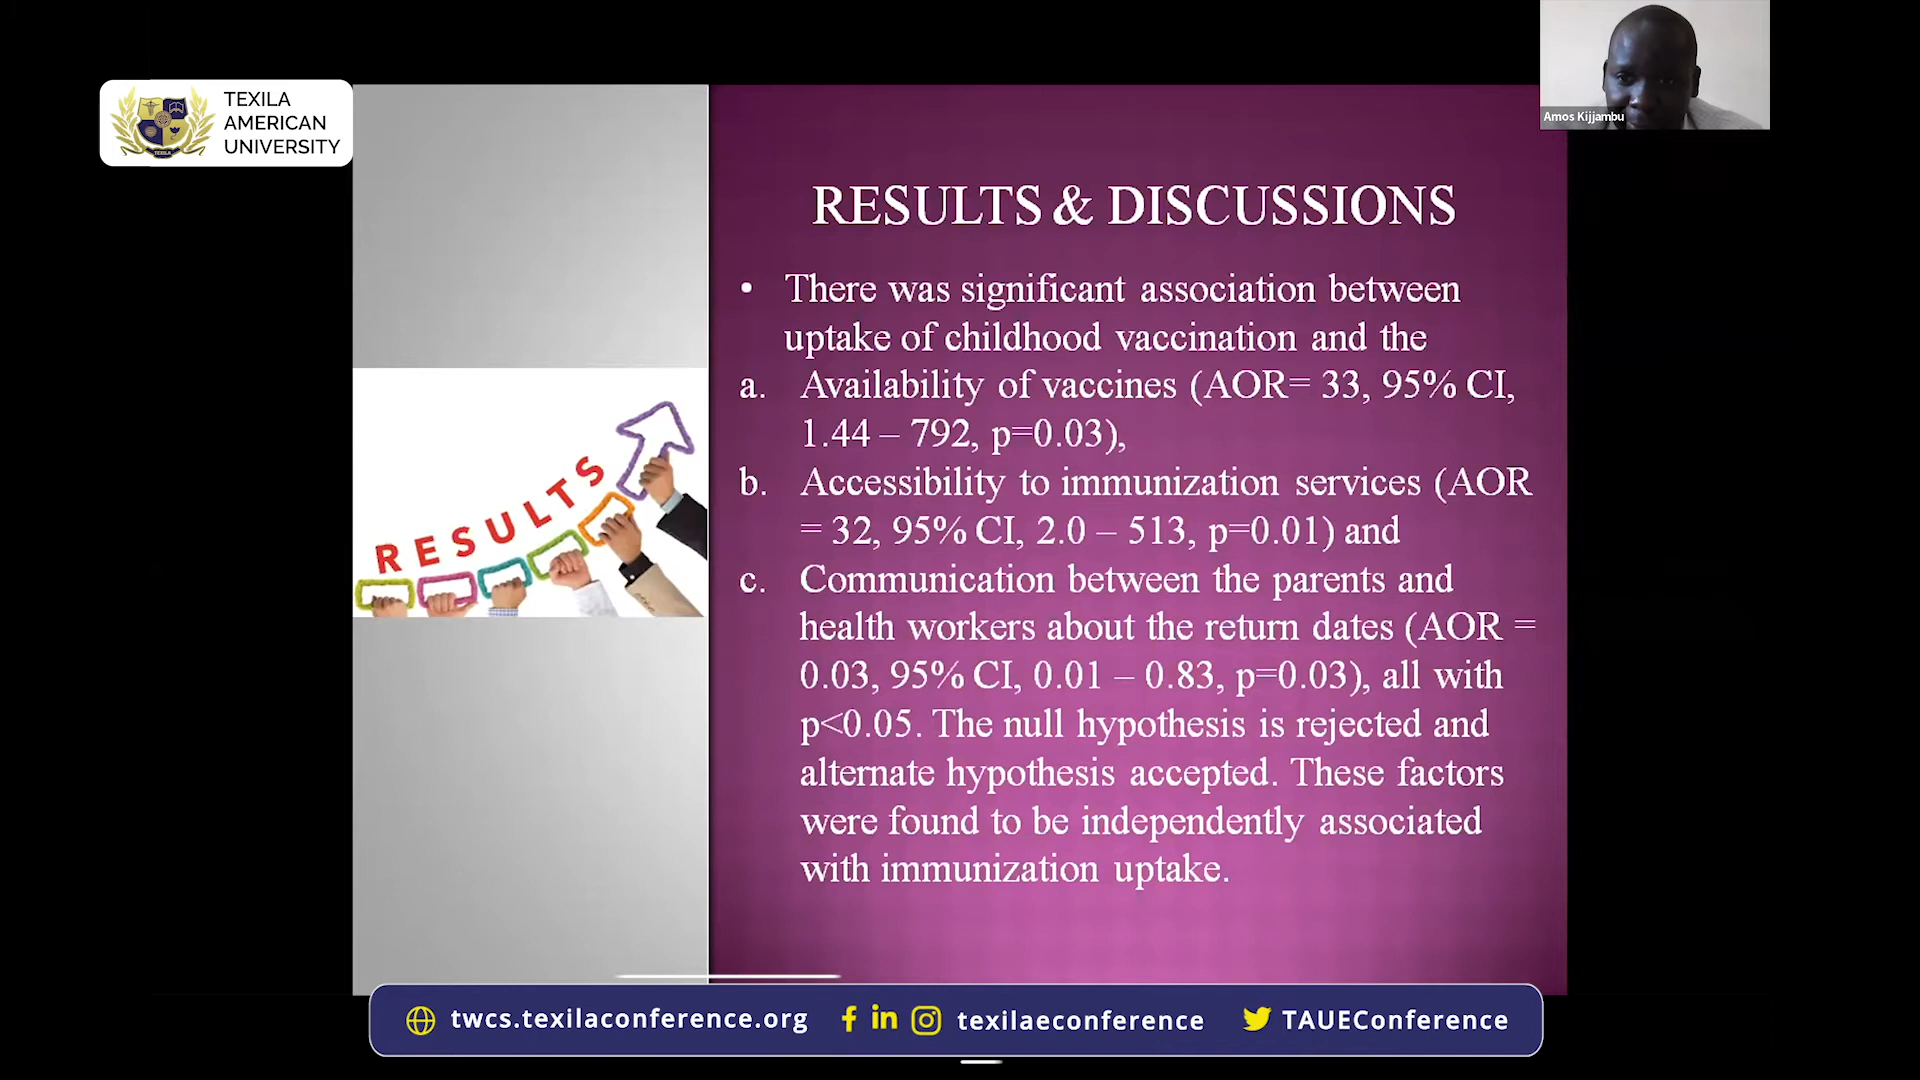 TEXILA
AMERICAN
UNIVERSITY
Amos Kijjambu
RESULTS & DISCUSSIONS
• There was significant association between
uptake of childhood vaccination and the
a. Availability of vaccines (AOR= 33, 95% CI,
1.44 – 792, p=0.03),
b. Accessibility to immunization services (AOR
= 32, 95% CI, 2.0 – 513, p=0.01) and
c. Communication between the parents and
health workers about the return dates (AOR =
0.03, 95% CI, 0.01 – 0.83, p=0.03), all with
p<0.05. The null hypothesis is rejected and
alternate hypothesis accepted. These factors
were found to be independently associated
with immunization uptake.
RESULTS
twcs.texilaconference.org
texilaeconference
TAUEConference